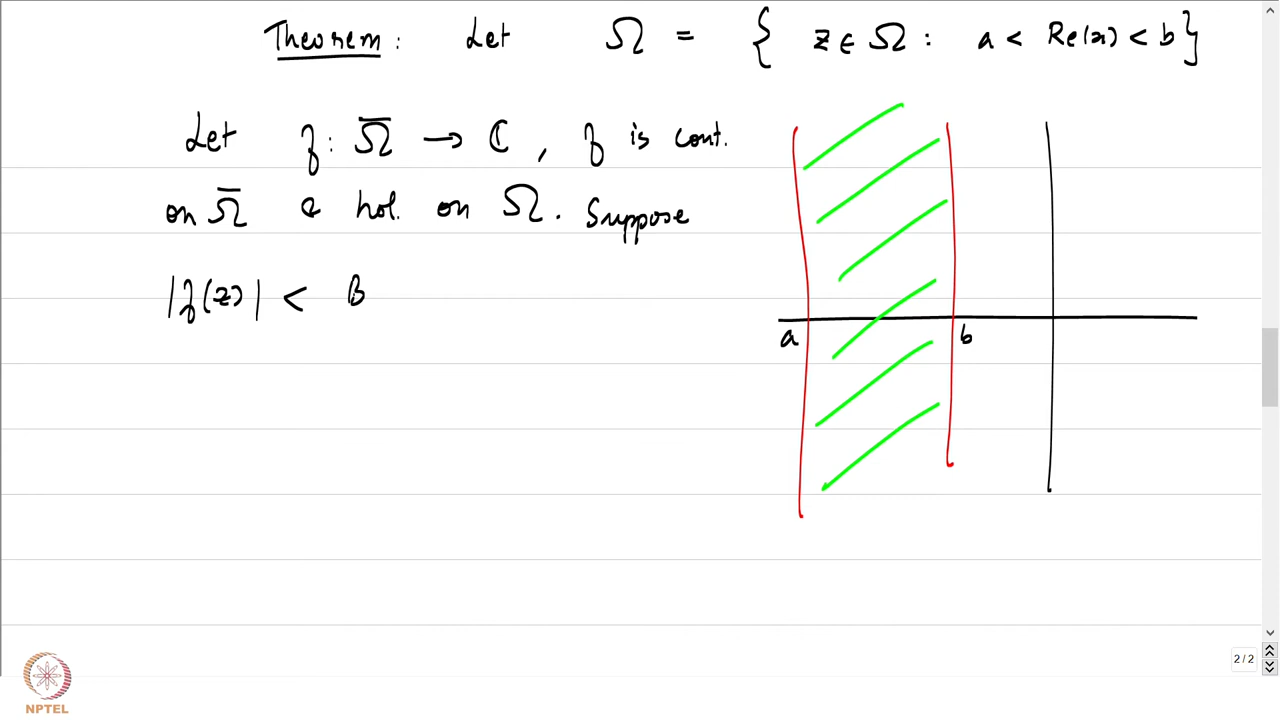 Theorem : Let Ω = { z ∈ Ω : a < Re(z) < b}
Let f : Ω̅ → ℂ , f is cont.
on Ω̅ & hol. on Ω. Suppose
|f(z)| < B
a
b
2 / 2
NPTEL